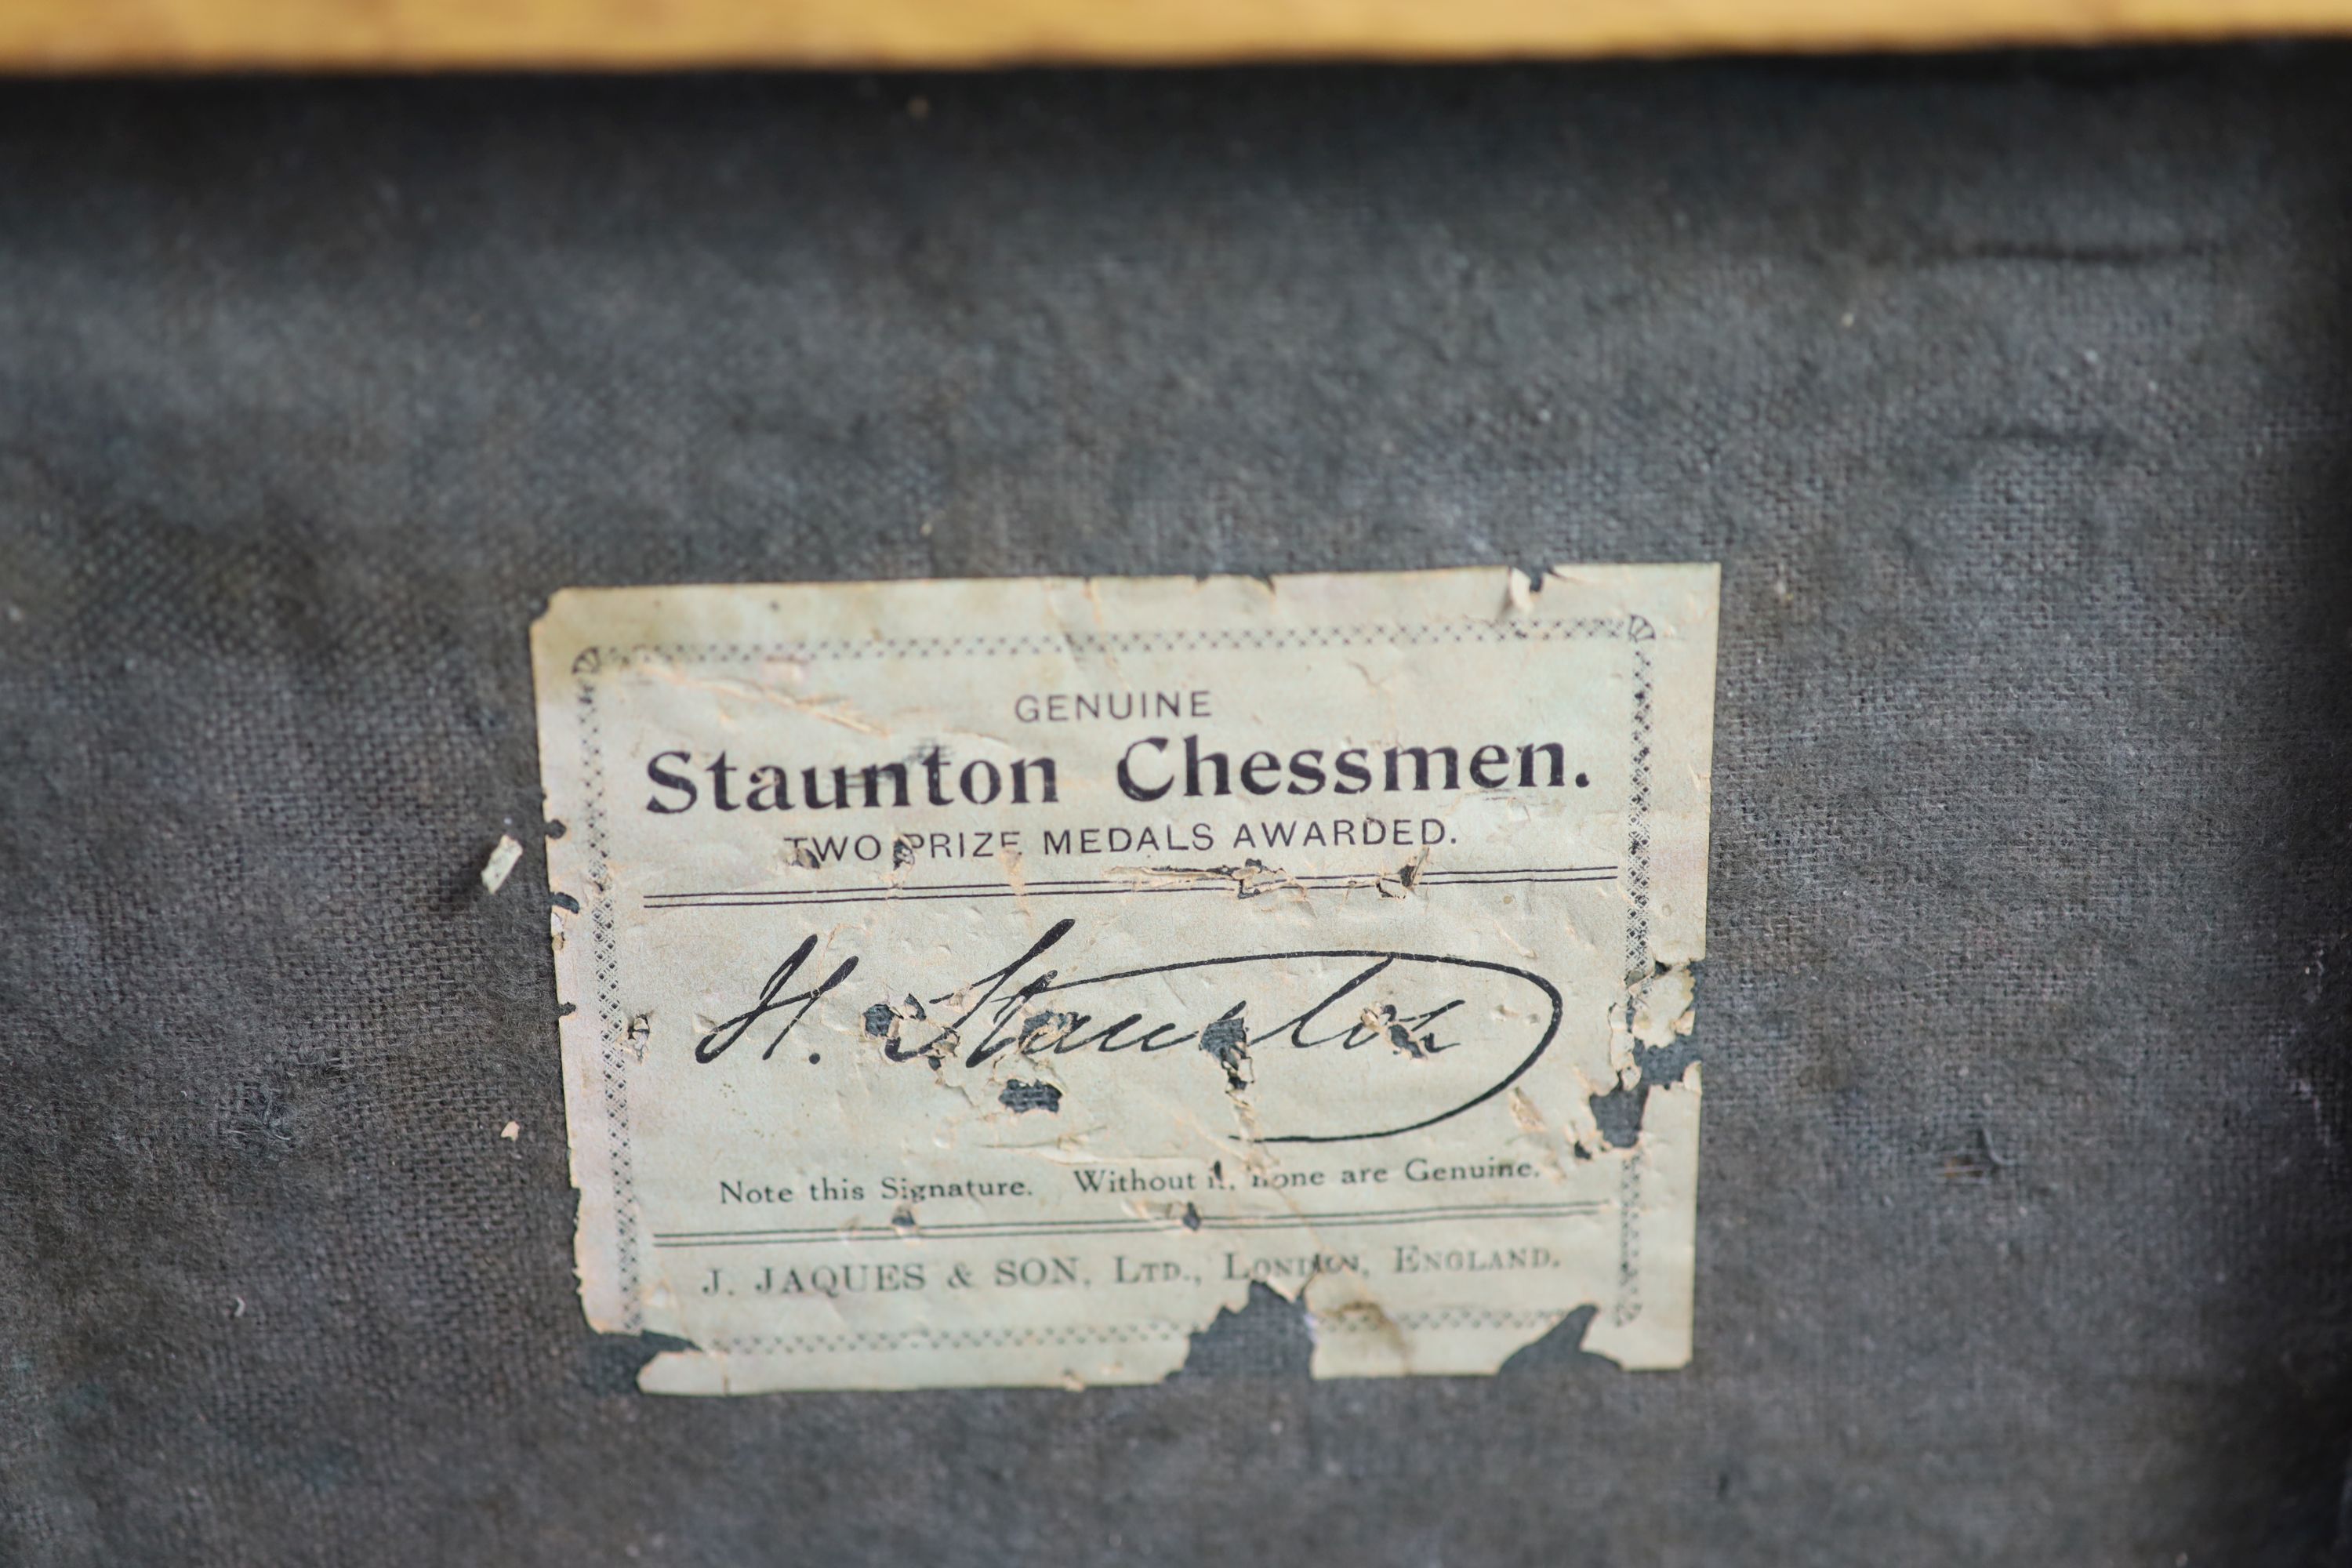 GENUINE
Staunton Chessmen.
TWO PRIZE MEDALS AWARDED.
H. Staunton
Note this Signature. Without it, none are Genuine.
J. JAQUES & SON, LTD., LONDON, ENGLAND.